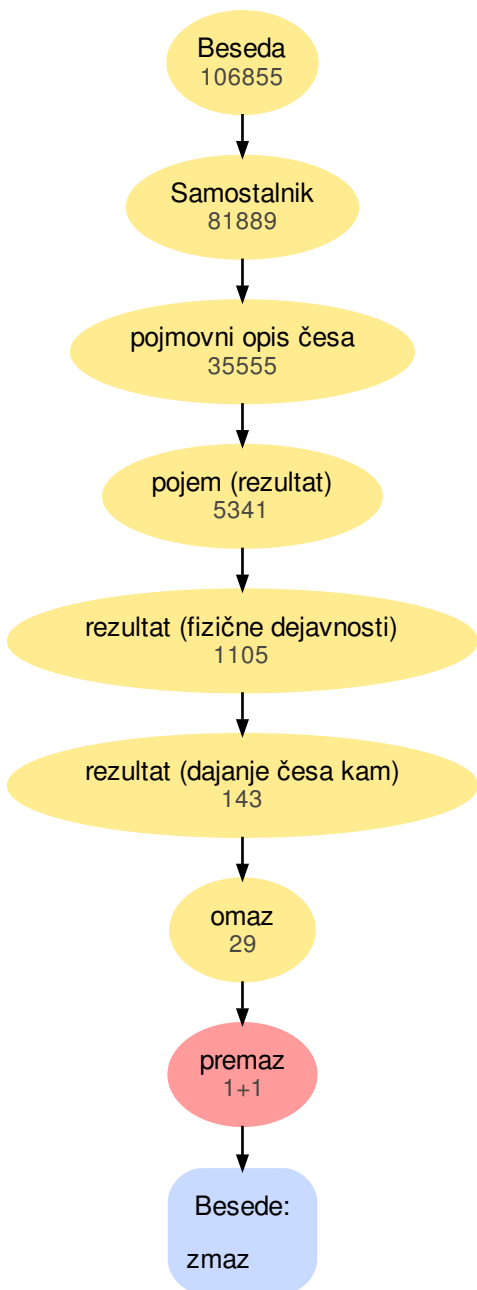 Beseda
106855
Samostalnik
81889
pojmovni opis česa
35555
pojem (rezultat)
5341
rezultat (fizične dejavnosti)
1105
rezultat (dajanje česa kam)
143
omaz
29
premaz
1+1
Besede:
zmaz